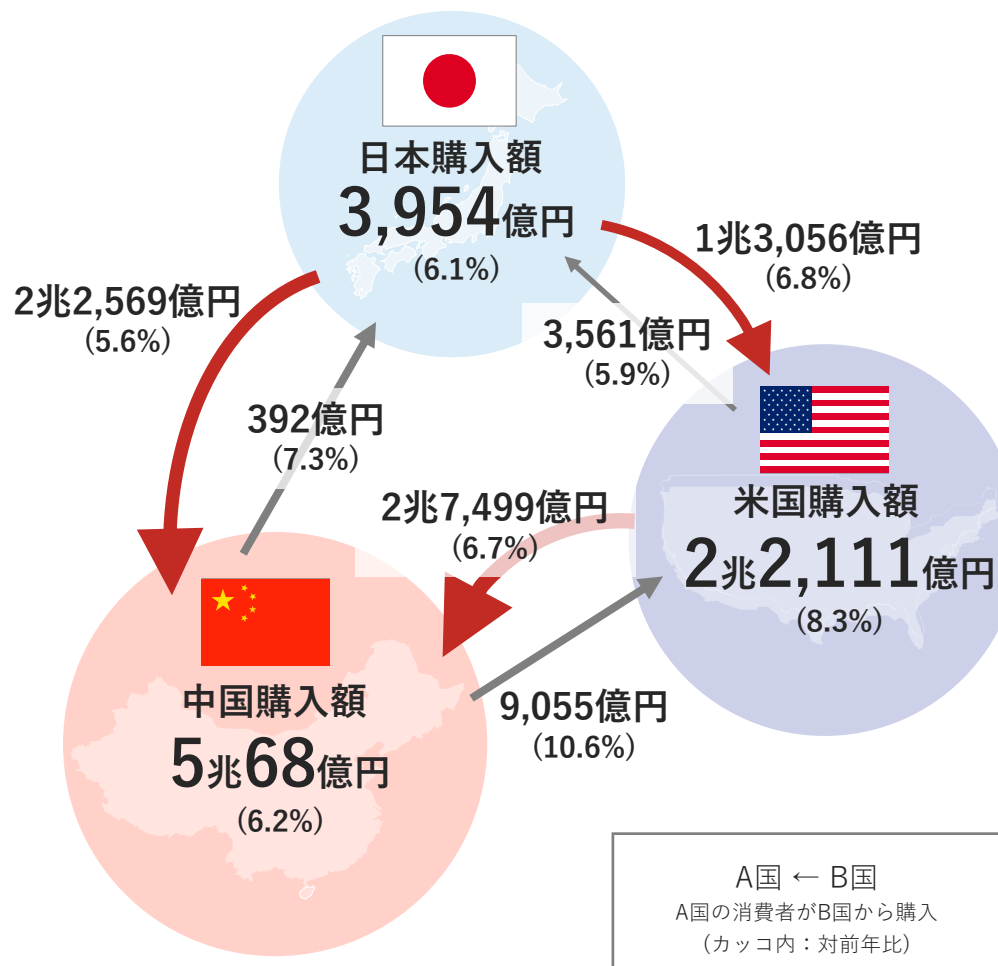 日本購入額
3,954億円
(6.1%)
1兆3,056億円
(6.8%)
2兆2,569億円
(5.6%)
3,561億円
(5.9%)
392億円
(7.3%)
米国購入額
2兆2,111億円
(8.3%)
2兆7,499億円
(6.7%)
中国購入額
5兆68億円
(6.2%)
9,055億円
(10.6%)
A国 ← B国
A国の消費者がB国から購入
(カッコ内：対前年比)